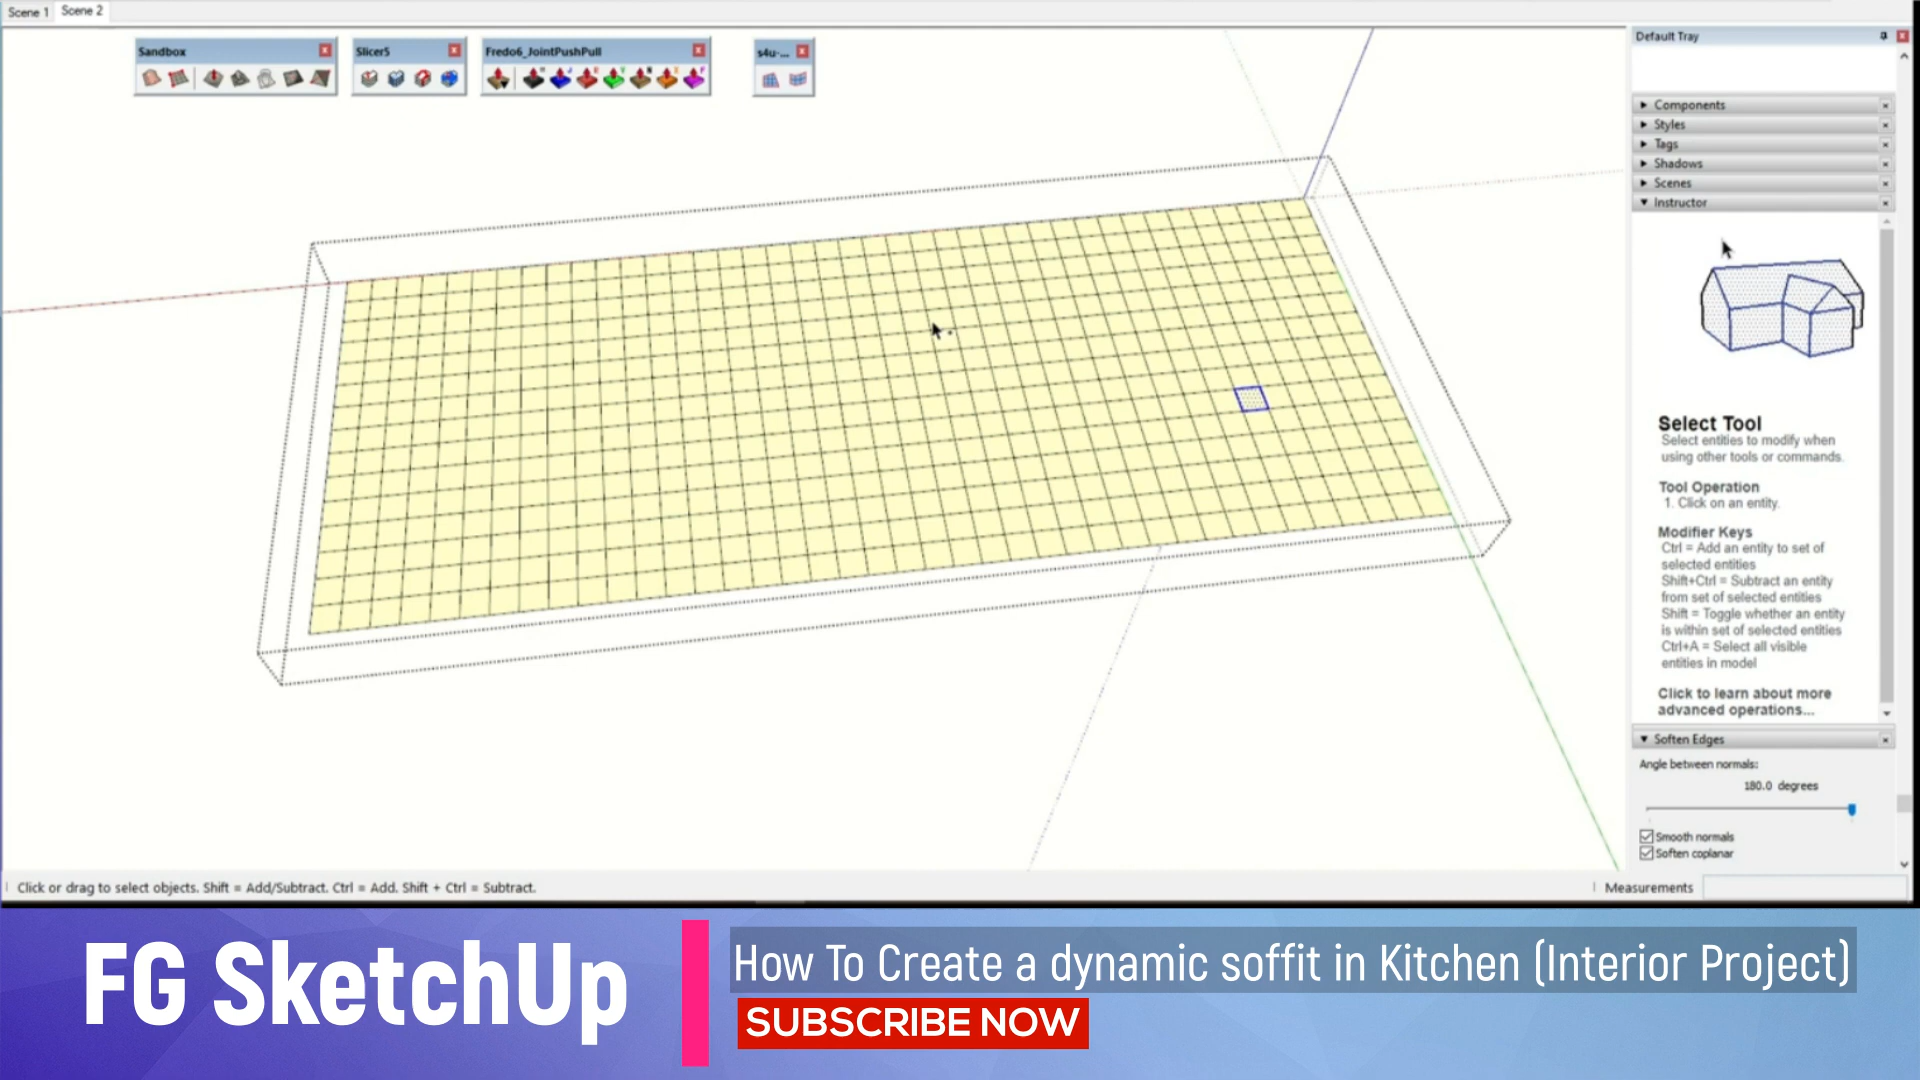 Scene 1 Scene 2
Sandbox
Slicer5
Fredo6_JointPushPull
s4u-...
Default Tray
Components
Styles
Tags
Shadows
Scenes
Instructor
Select Tool
Select entities to modify when
using other tools or commands.
Tool Operation
1. Click on an entity.
Modifier Keys
Ctrl = Add an entity to set of
selected entities
Shift+Ctrl = Subtract an entity
from set of selected entities
Shift = Toggle whether an entity
is within set of selected entities
Ctrl+A = Select all visible
entities in model
Click to learn about more
advanced operations...
Soften Edges
Angle between normals:
180.0 degrees
Smooth normals
Soften coplanar
Click or drag to select objects. Shift = Add/Subtract. Ctrl = Add. Shift + Ctrl = Subtract.
Measurements
FG SketchUp
How To Create a dynamic soffit in Kitchen (Interior Project)
SUBSCRIBE NOW